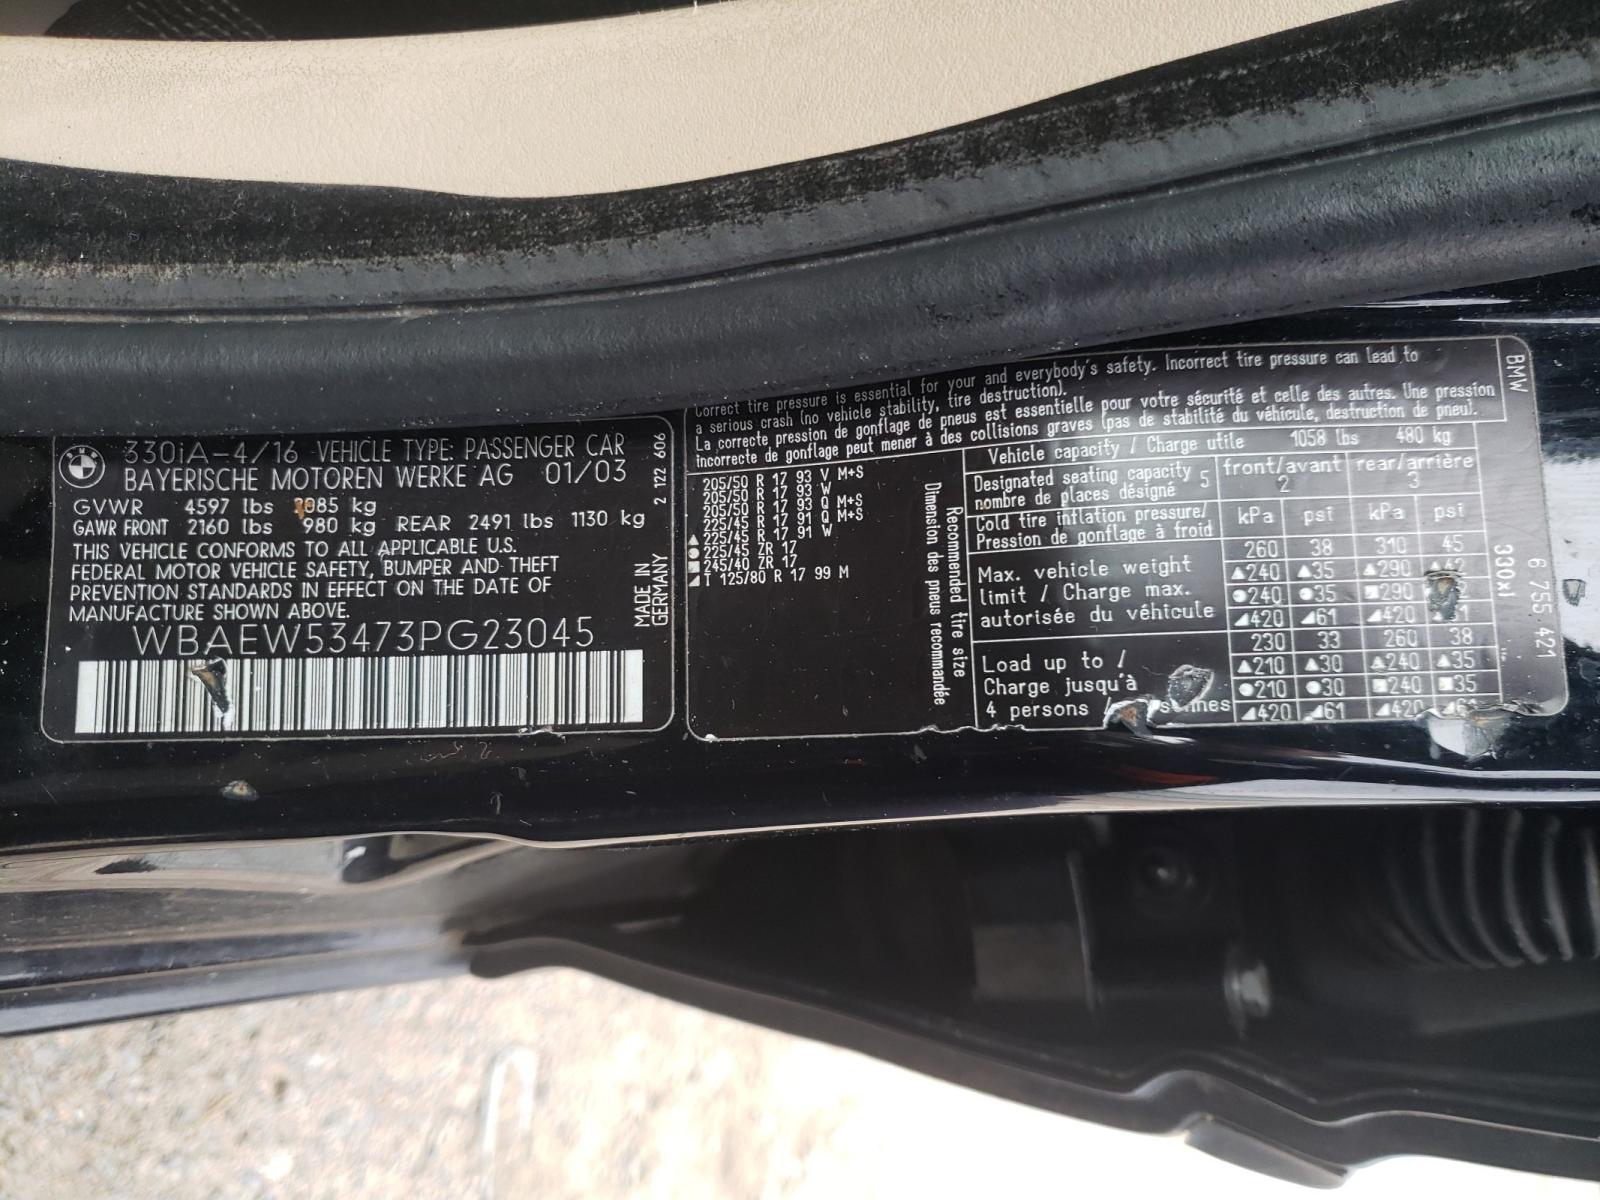 BMW
330iA-4/16 VEHICLE TYPE: PASSENGER CAR
BAYERISCHE MOTOREN WERKE AG 01/03
GVWR 4597 lbs 085 kg
GAWR FRONT 2160 lbs 980 kg REAR 2491 lbs 1130 kg
THIS VEHICLE CONFORMS TO ALL APPLICABLE U.S.
FEDERAL MOTOR VEHICLE SAFETY, BUMPER AND THEFT
PREVENTION STANDARDS IN EFFECT ON THE DATE OF
MANUFACTURE SHOWN ABOVE.
WBAEW53473PG23045
2 122 606
MADE IN
GERMANY
Correct tire pressure is essential for your and everybody's safety. Incorrect tire pressure can lead to
a serious crash (no vehicle stability, tire destruction).
La correcte pression de gonflage de pneus est essentielle pour votre sécurité et celle des autres. Une pression
incorrecte de gonflage peut mener à des collisions graves (pas de stabilité du véhicule, destruction de pneu).
205/50 R 17 93 V M+S
205/50 R 17 93 W
205/50 R 17 93 Q M+S
225/45 R 17 91 Q M+S
▲ 225/45 R 17 91 W
● 225/45 ZR 17
■ 245/40 ZR 17
◢ T 125/80 R 17 99 M
Recommended tire size
Dimension des pneus recommandée
Vehicle capacity / Charge utile 1058 lbs 480 kg
Designated seating capacity 5 front/avant rear/arrière
nombre de places désigné 2 3
Cold tire inflation pressure/ kPa psi kPa psi
Pression de gonflage à froid
260 38 310 45
Max. vehicle weight ▲240 ▲35 ▲290 ▲42
limit / Charge max. ●240 ●35 ■290
autorisée du véhicule ◢420 ◢61 ◢420 61
230 33 260 38
Load up to / ▲210 ▲30 ▲240 ▲35
Charge jusqu'à ●210 ●30 ■240 ■35
4 persons / ◢420 ◢61 ◢420 ◢61
BMW
330xi
6 755 421